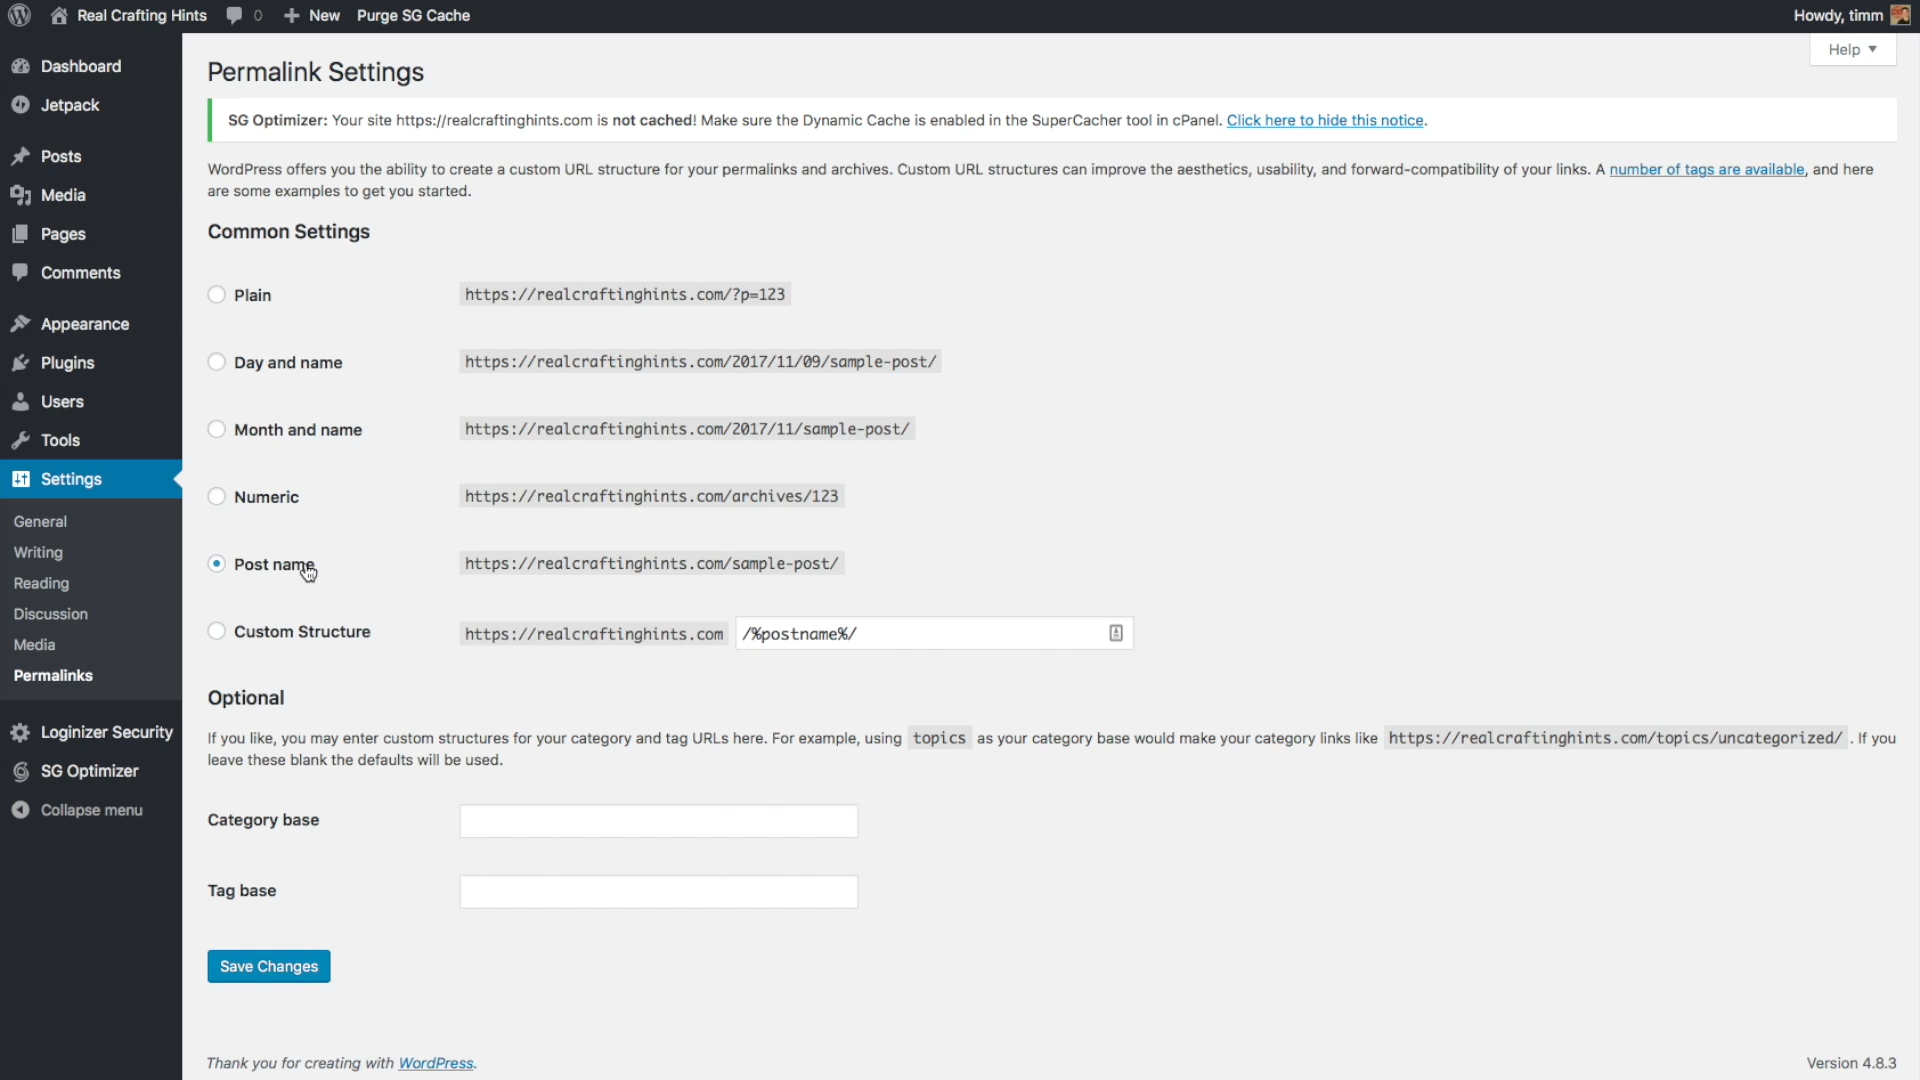 Real Crafting Hints 0 New Purge SG Cache Howdy, timm
Help
Dashboard
Jetpack
Posts
Media
Pages
Comments
Appearance
Plugins
Users
Tools
Settings
General
Writing
Reading
Discussion
Media
Permalinks
Loginizer Security
SG Optimizer
Collapse menu
Permalink Settings
SG Optimizer: Your site https://realcraftinghints.com is not cached! Make sure the Dynamic Cache is enabled in the SuperCacher tool in cPanel. Click here to hide this notice.
WordPress offers you the ability to create a custom URL structure for your permalinks and archives. Custom URL structures can improve the aesthetics, usability, and forward-compatibility of your links. A number of tags are available, and here
are some examples to get you started.
Common Settings
Plain https://realcraftinghints.com/?p=123
Day and name https://realcraftinghints.com/2017/11/09/sample-post/
Month and name https://realcraftinghints.com/2017/11/sample-post/
Numeric https://realcraftinghints.com/archives/123
Post name https://realcraftinghints.com/sample-post/
Custom Structure https://realcraftinghints.com /%postname%/
Optional
If you like, you may enter custom structures for your category and tag URLs here. For example, using topics as your category base would make your category links like https://realcraftinghints.com/topics/uncategorized/ . If you
leave these blank the defaults will be used.
Category base
Tag base
Save Changes
Thank you for creating with WordPress.
Version 4.8.3